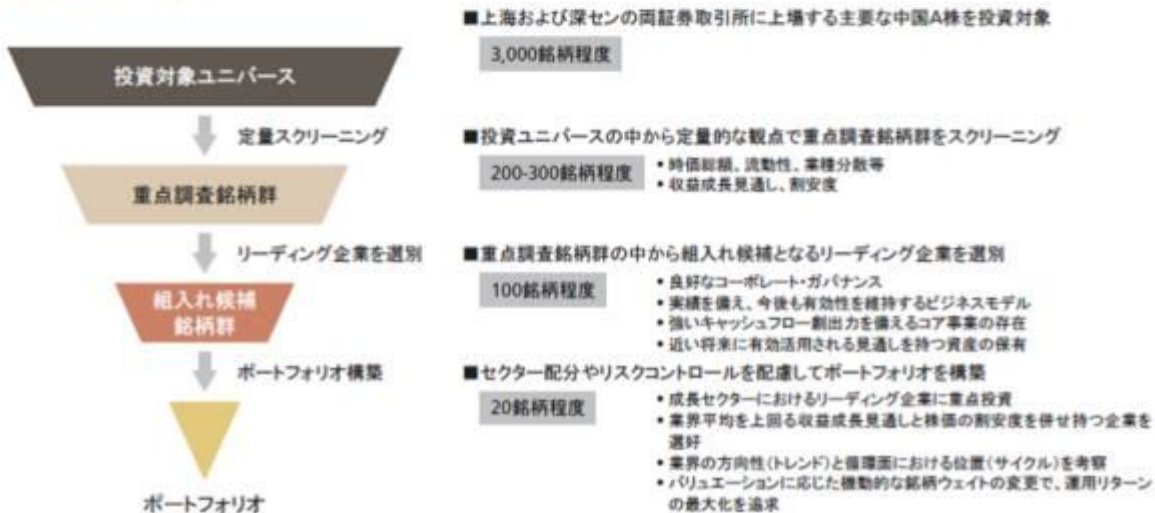 ■上海および深センの両証券取引所に上場する主要な中国A株を投資対象
3,000銘柄程度
投資対象ユニバース
定量スクリーニング
■投資ユニバースの中から定量的な観点で重点調査銘柄群をスクリーニング
200-300銘柄程度
• 時価総額、流動性、業種分散等
• 収益成長見通し、割安度
重点調査銘柄群
リーディング企業を選別
■重点調査銘柄群の中から組入れ候補となるリーディング企業を選別
100銘柄程度
• 良好なコーポレート・ガバナンス
• 実績を備え、今後も有効性を維持するビジネスモデル
• 強いキャッシュフロー創出力を備えるコア事業の存在
• 近い将来に有効活用される見通しを持つ資産の保有
組入れ候補
銘柄群
ポートフォリオ構築
■セクター配分やリスクコントロールを配慮してポートフォリオを構築
20銘柄程度
• 成長セクターにおけるリーディング企業に重点投資
• 業界平均を上回る収益成長見通しと株価の割安度を併せ持つ企業を
選好
• 業界の方向性(トレンド)と循環面における位置(サイクル)を考察
• バリュエーションに応じた機動的な銘柄ウェイトの変更で、運用リターン
の最大化を追求
ポートフォリオ